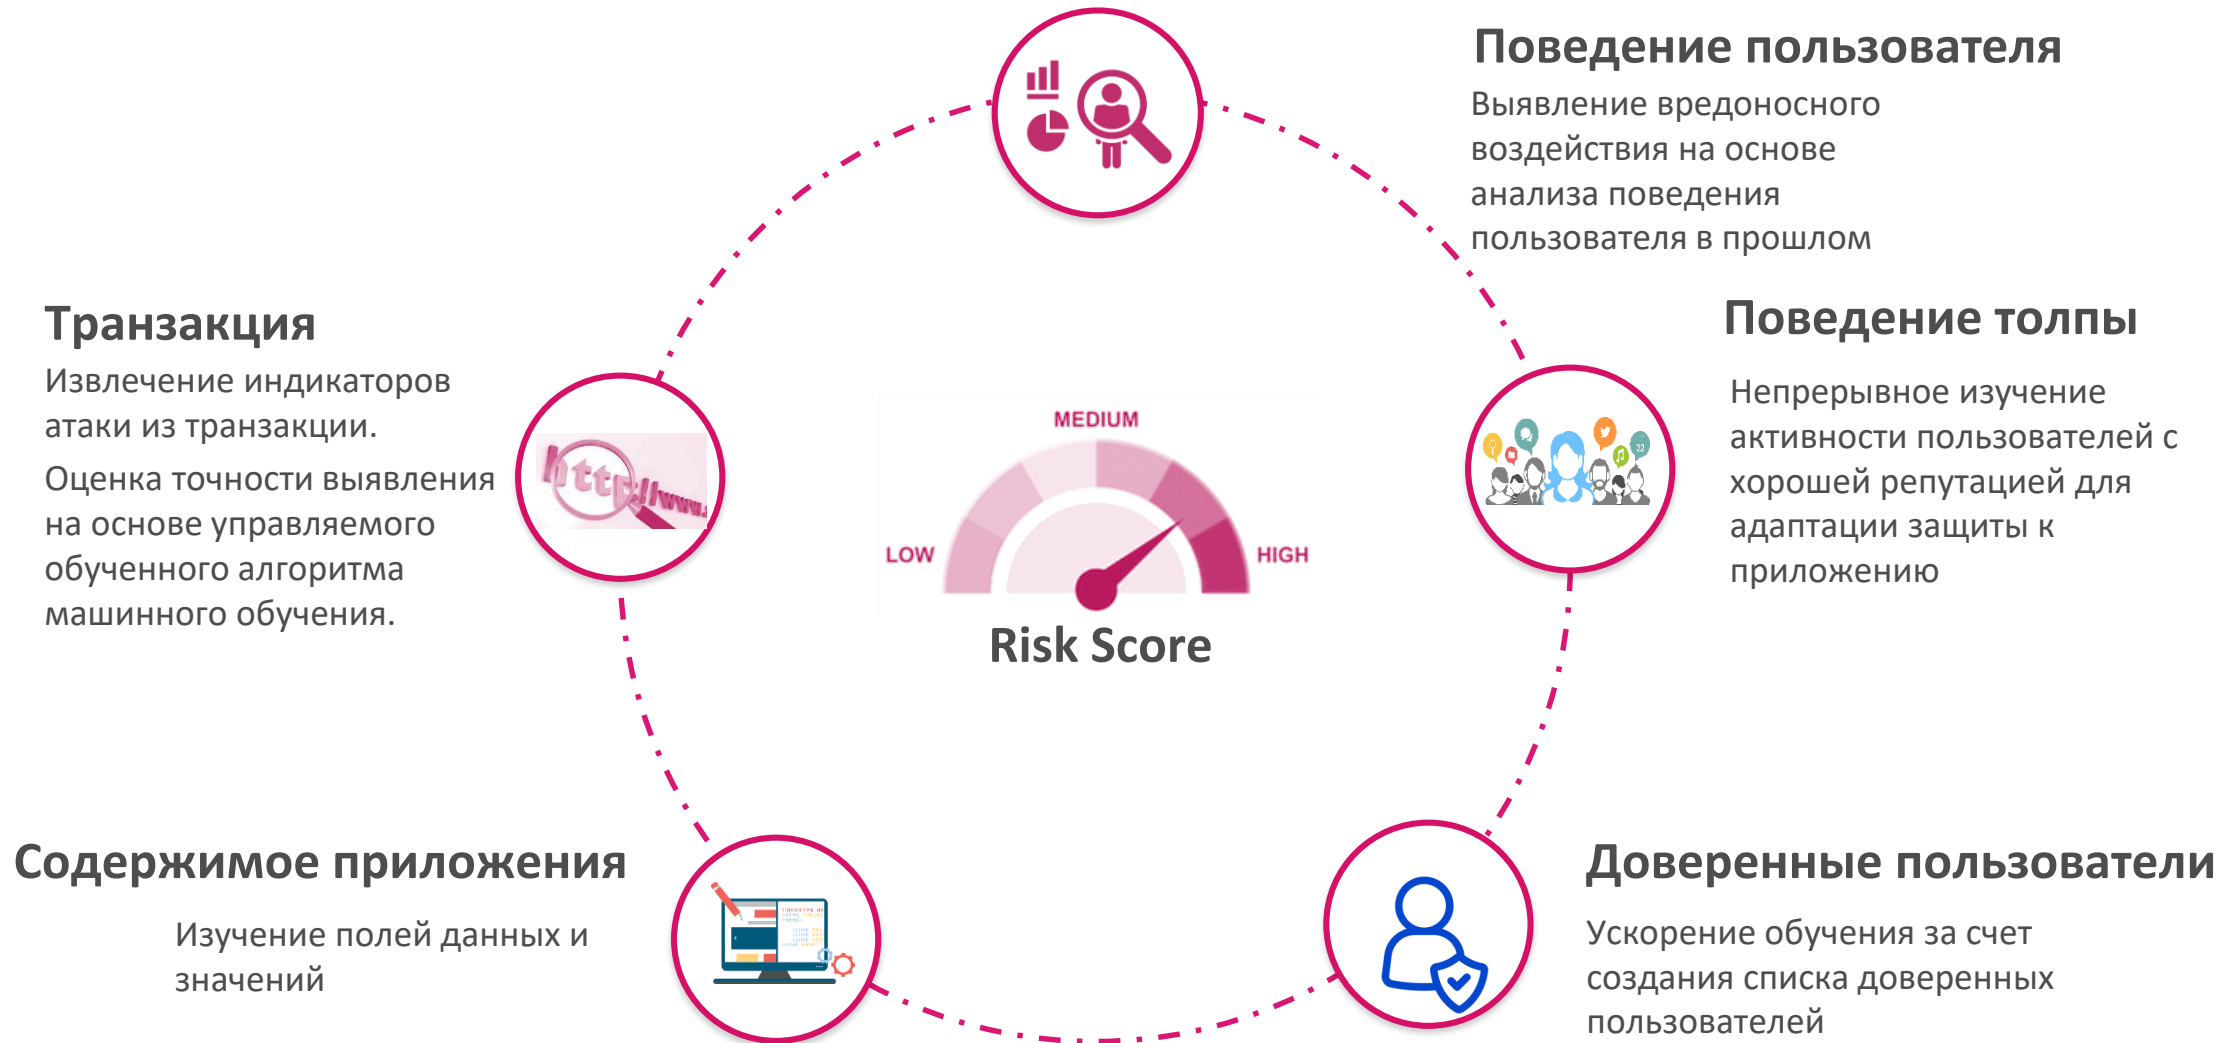 Поведение пользователя
Выявление вредоносного
воздействия на основе
анализа поведения
пользователя в прошлом
Транзакция
Извлечение индикаторов
атаки из транзакции.
Оценка точности выявления
на основе управляемого
обученного алгоритма
машинного обучения.
http://www.
MEDIUM
LOW
HIGH
Risk Score
Поведение толпы
Непрерывное изучение
активности пользователей с
хорошей репутацией для
адаптации защиты к
приложению
Содержимое приложения
Изучение полей данных и
значений
Доверенные пользователи
Ускорение обучения за счет
создания списка доверенных
пользователей